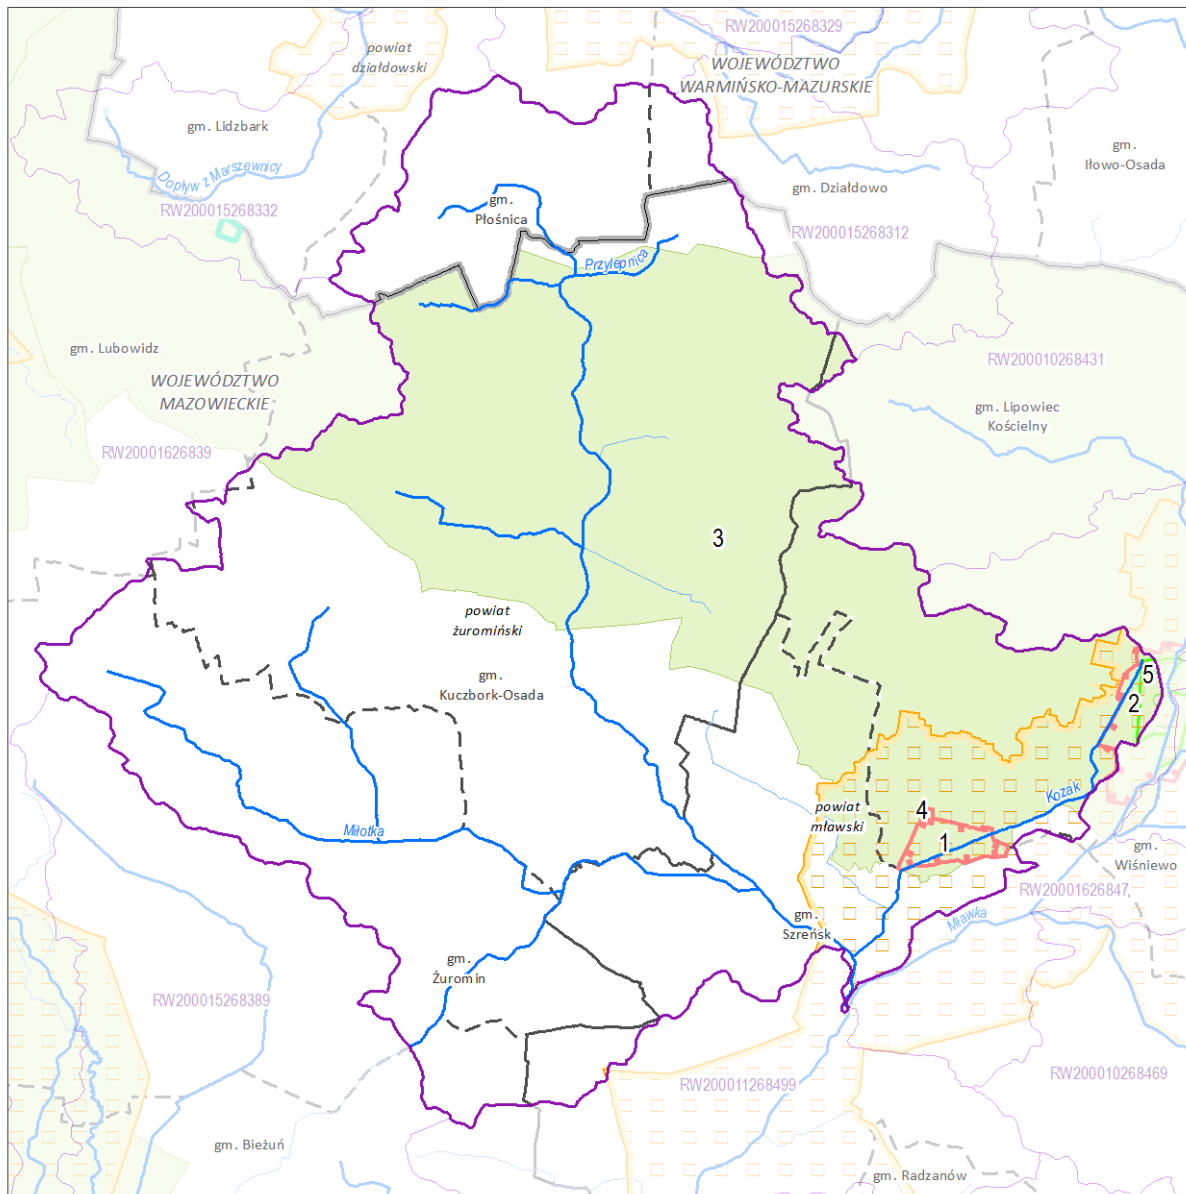 RW200015268329
powiat
działdowski
WOJEWÓDZTWO
WARMIŃSKO-MAZURSKIE
gm. Lidzbark
gm.
Iłowo-Osada
Dopływ z Marszewnicy
gm. Działdowo
RW200015268332
gm.
Płośnica
RW200015268312
Przylepnica
gm. Lubowidz
RW200010268431
WOJEWÓDZTWO
MAZOWIECKIE
gm. Lipowiec
Kościelny
RW20001626839
3
powiat
żuromiński
gm.
Kuczbork-Osada
5
2
Kozak
powiat
mławski
4
1
Miłotka
gm.
Wiśniewo
RW20001626847
gm.
Szreńsk
Mławka
gm.
Żuromin
RW200015268389
RW200011268499
RW200010268469
gm. Bieżuń
gm. Radzanów